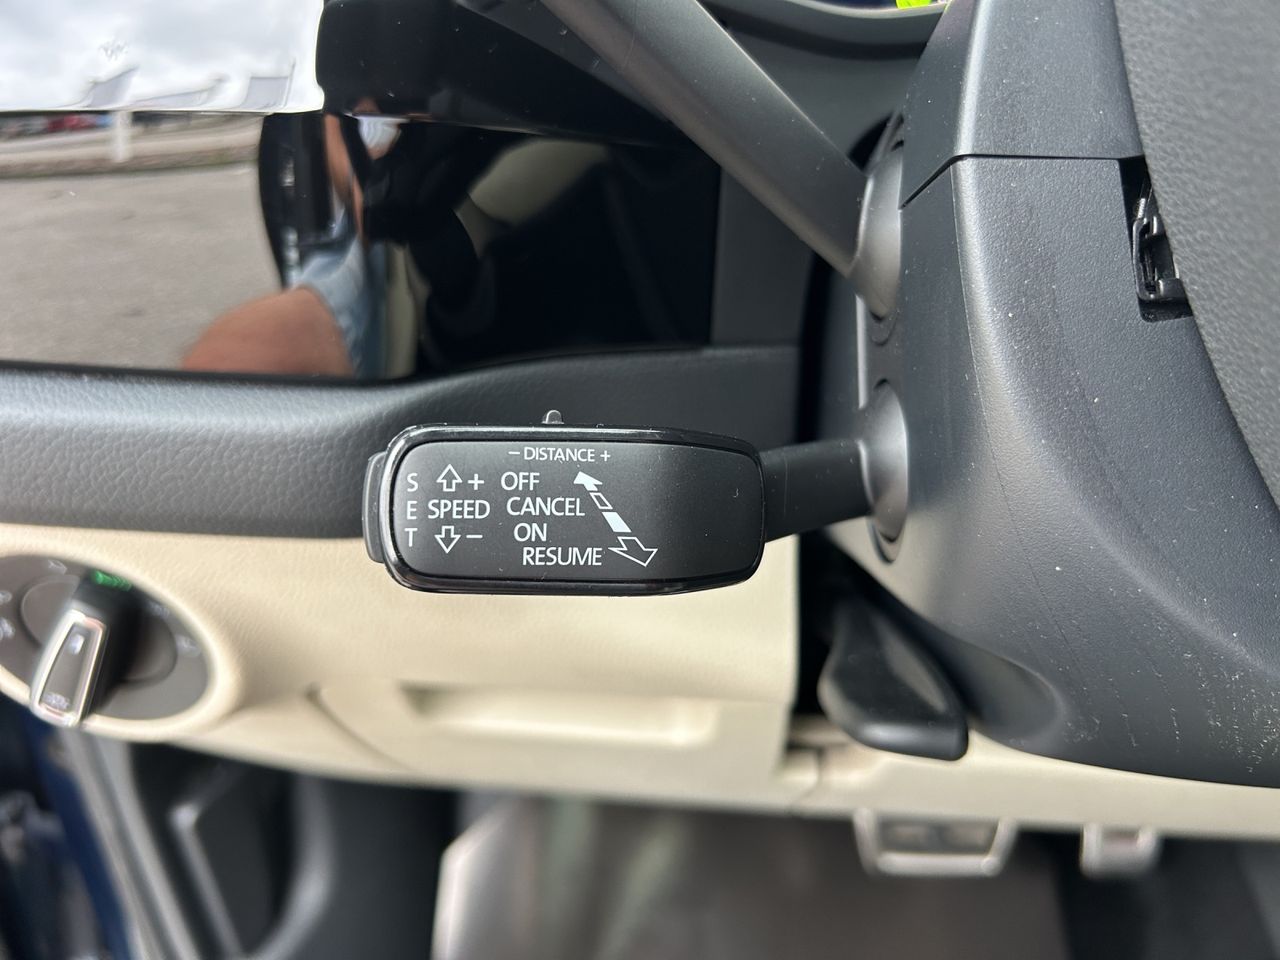 − DISTANCE +
S + OFF
E SPEED CANCEL
T − ON
RESUME